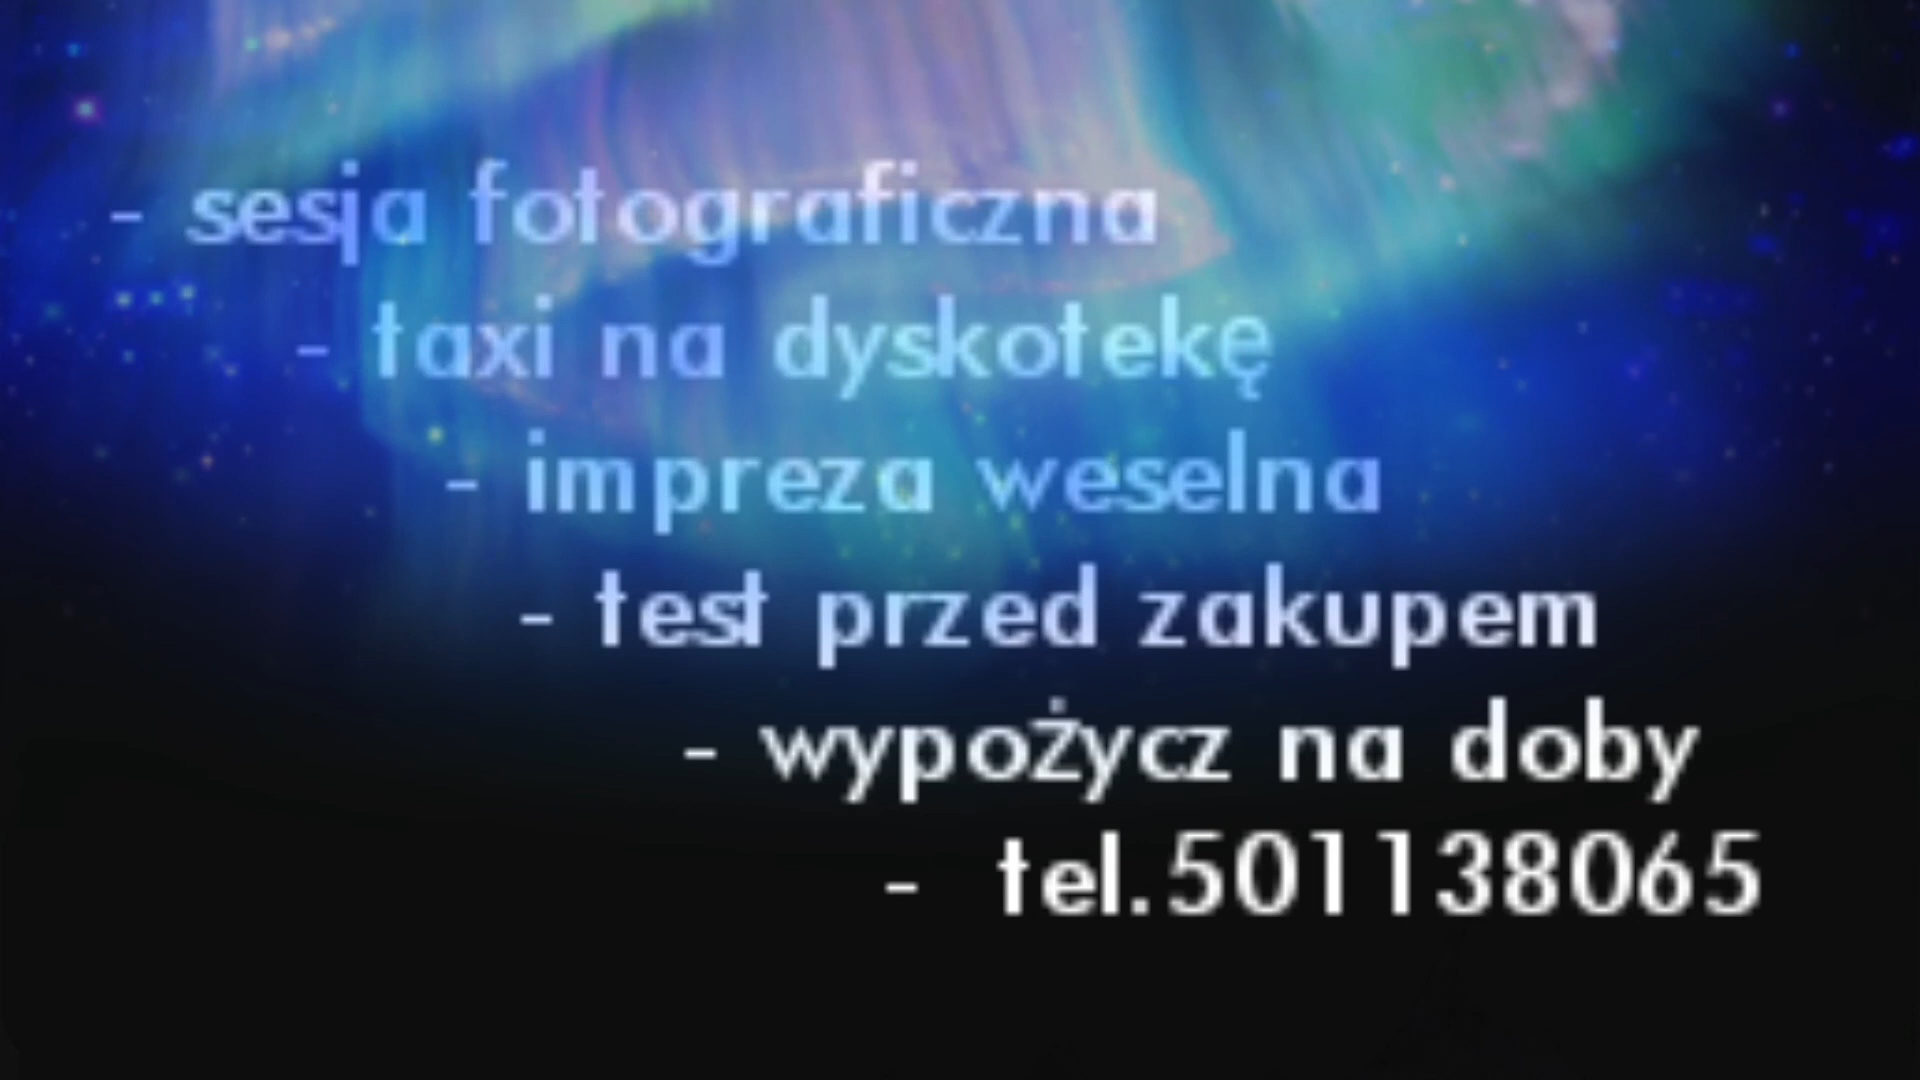 - sesja fotograficzna
- taxi na dyskotekę
- impreza weselna
- test przed zakupem
- wypożycz na doby
- tel.501138065